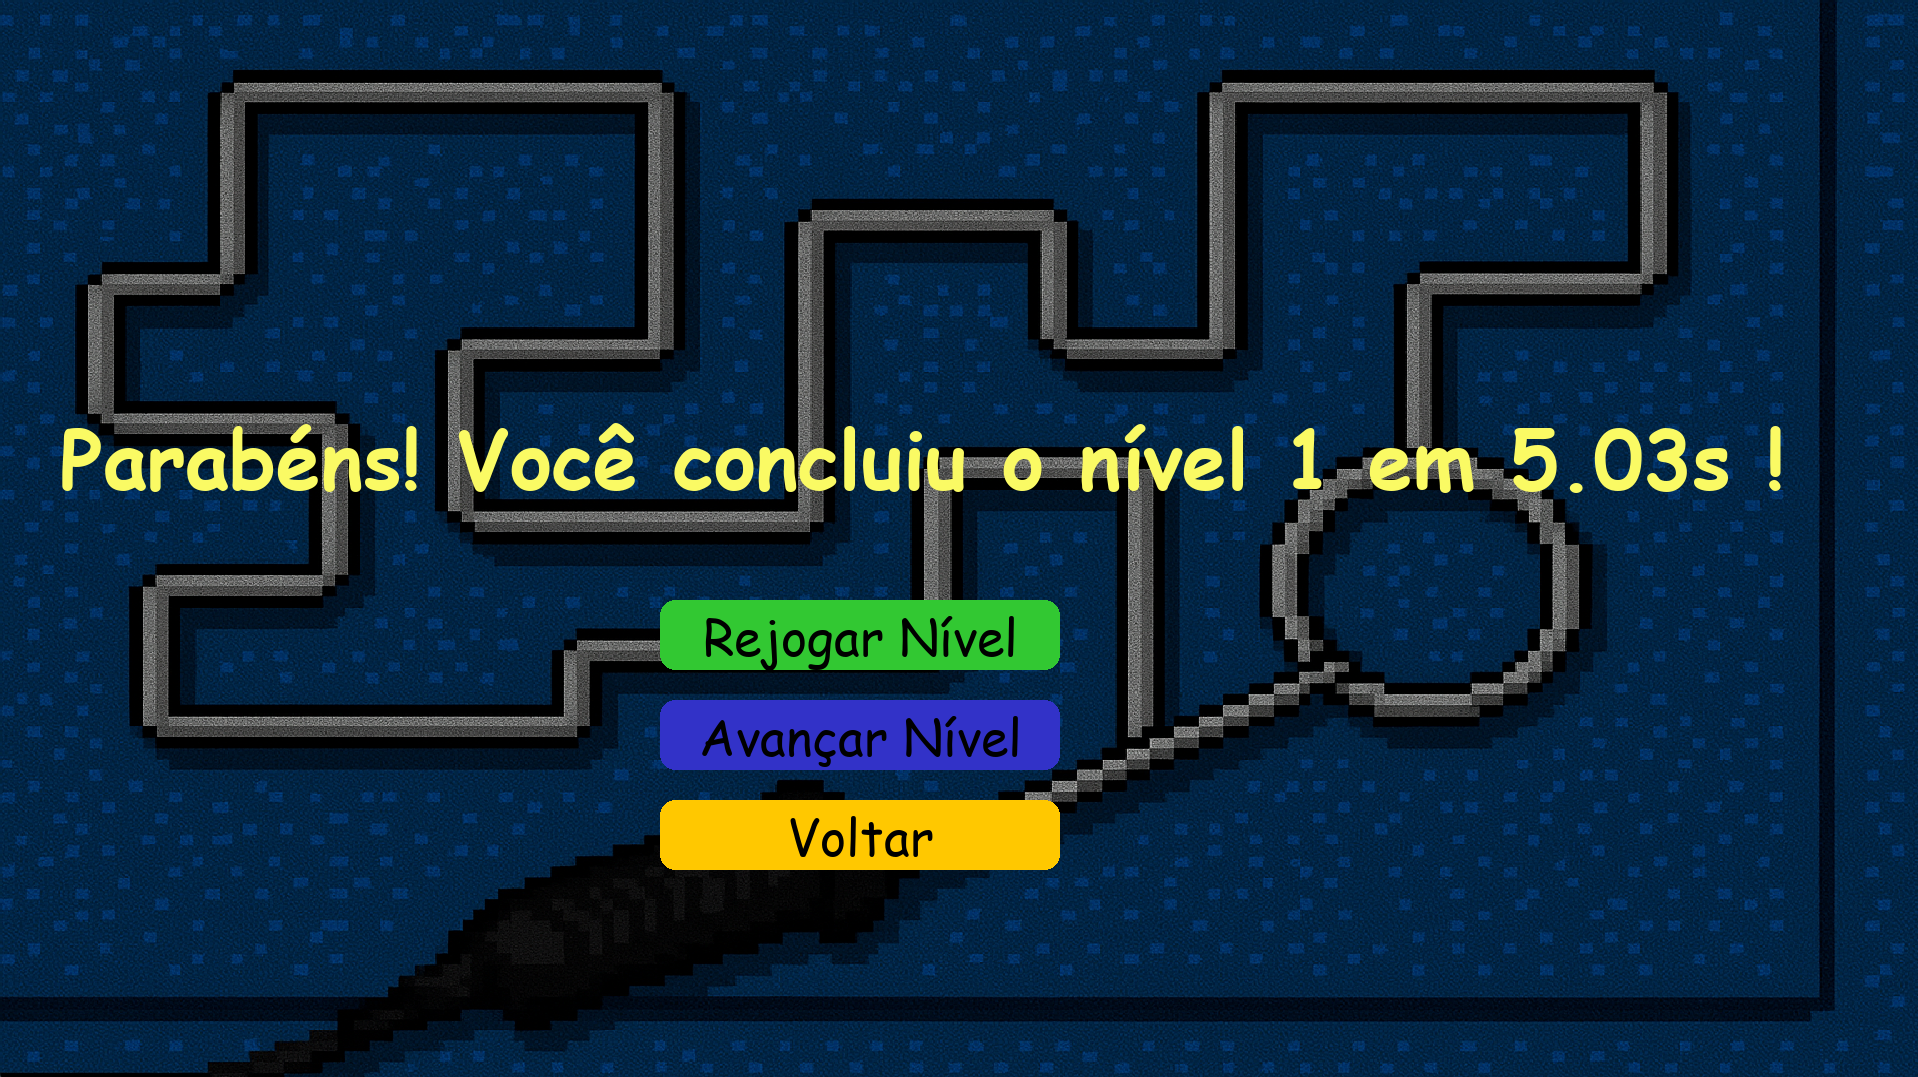 Parabéns! Você concluiu o nível 1 em 5.03s !
Rejogar Nível
Avançar Nível
Voltar